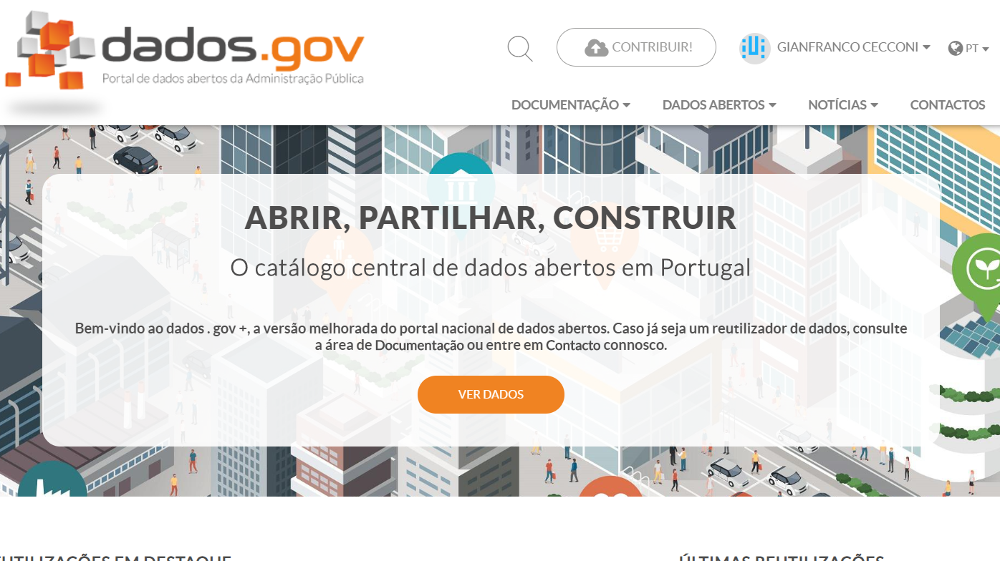 dados.gov
Portal de dados abertos da Administração Pública
CONTRIBUIR!
GIANFRANCO CECCONI
PT
DOCUMENTAÇÃO
DADOS ABERTOS
NOTÍCIAS
CONTACTOS
ABRIR, PARTILHAR, CONSTRUIR
O catálogo central de dados abertos em Portugal
Bem-vindo ao dados . gov +, a versão melhorada do portal nacional de dados abertos. Caso já seja um reutilizador de dados, consulte
a área de Documentação ou entre em Contacto connosco.
VER DADOS
EUTILIZAÇÕES EM DESTAQUE
ÚLTIMAS REUTILIZAÇÕES